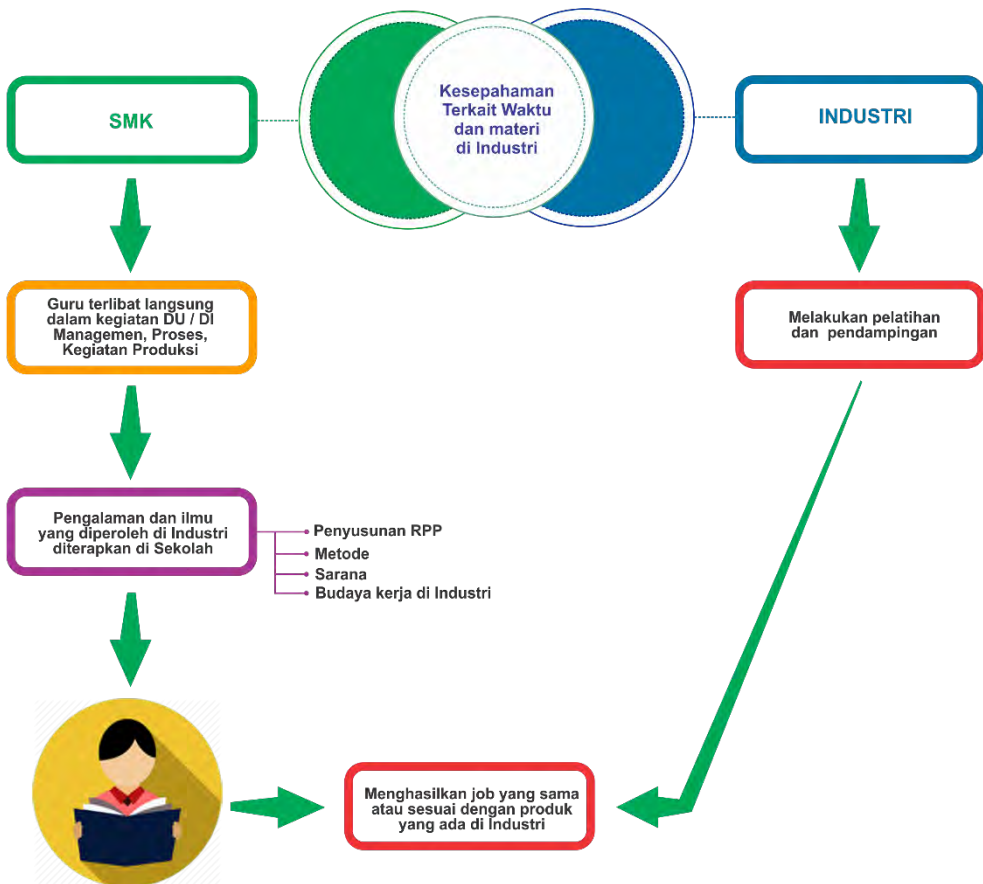 Kesepahaman
Terkait Waktu
dan materi
di Industri
SMK
INDUSTRI
Guru terlibat langsung
dalam kegiatan DU / DI
Managemen, Proses,
Kegiatan Produksi
Melakukan pelatihan
dan pendampingan
Pengalaman dan ilmu
yang diperoleh di Industri
diterapkan di Sekolah
Penyusunan RPP
Metode
Sarana
Budaya kerja di Industri
Menghasilkan job yang sama
atau sesuai dengan produk
yang ada di Industri